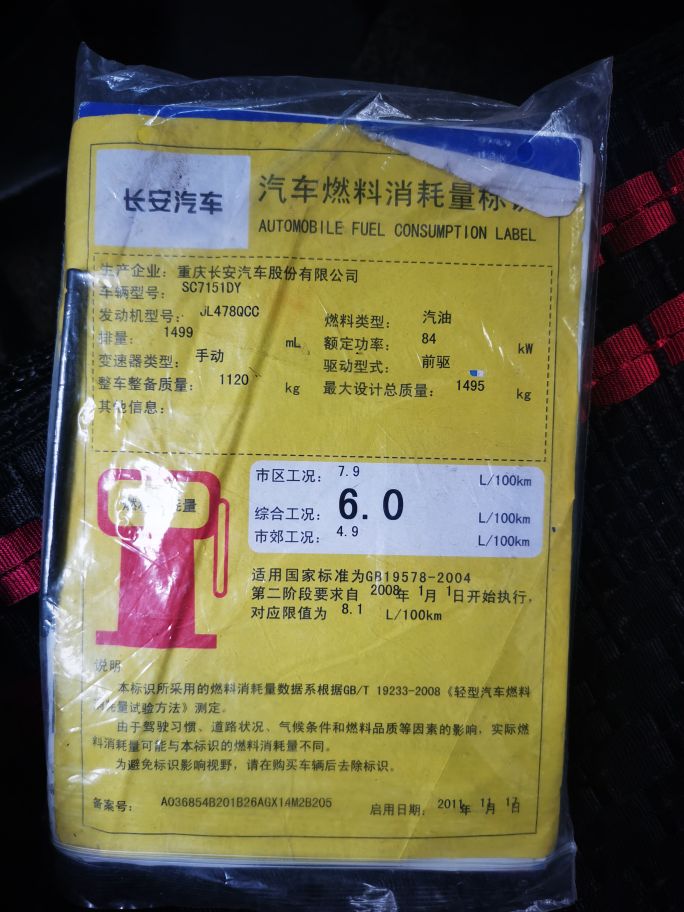 长安汽车
汽车燃料消耗量标识
AUTOMOBILE FUEL CONSUMPTION LABEL
生产企业: 重庆长安汽车股份有限公司
车辆型号: SC7151DY
发动机型号: JL478QCC 燃料类型: 汽油
排量: 1499 mL 额定功率: 84 kW
变速器类型: 手动 驱动型式: 前驱
整车整备质量: 1120 kg 最大设计总质量: 1495 kg
其他信息:
燃料消耗量
市区工况: 7.9 L/100km
综合工况: 6.0 L/100km
市郊工况: 4.9 L/100km
适用国家标准为GB19578-2004
第二阶段要求自 2008年 1月 1日开始执行,
对应限值为 8.1 L/100km
说明
本标识所采用的燃料消耗量数据系根据GB/T 19233-2008《轻型汽车燃料
消耗量试验方法》测定。
由于驾驶习惯、道路状况、气候条件和燃料品质等因素的影响,实际燃
料消耗量可能与本标识的燃料消耗量不同。
为避免标识影响视野,请在购买车辆后去除标识。
备案号: A036854B201B26AGX14M2B205 启用日期: 2011年 11月 17日